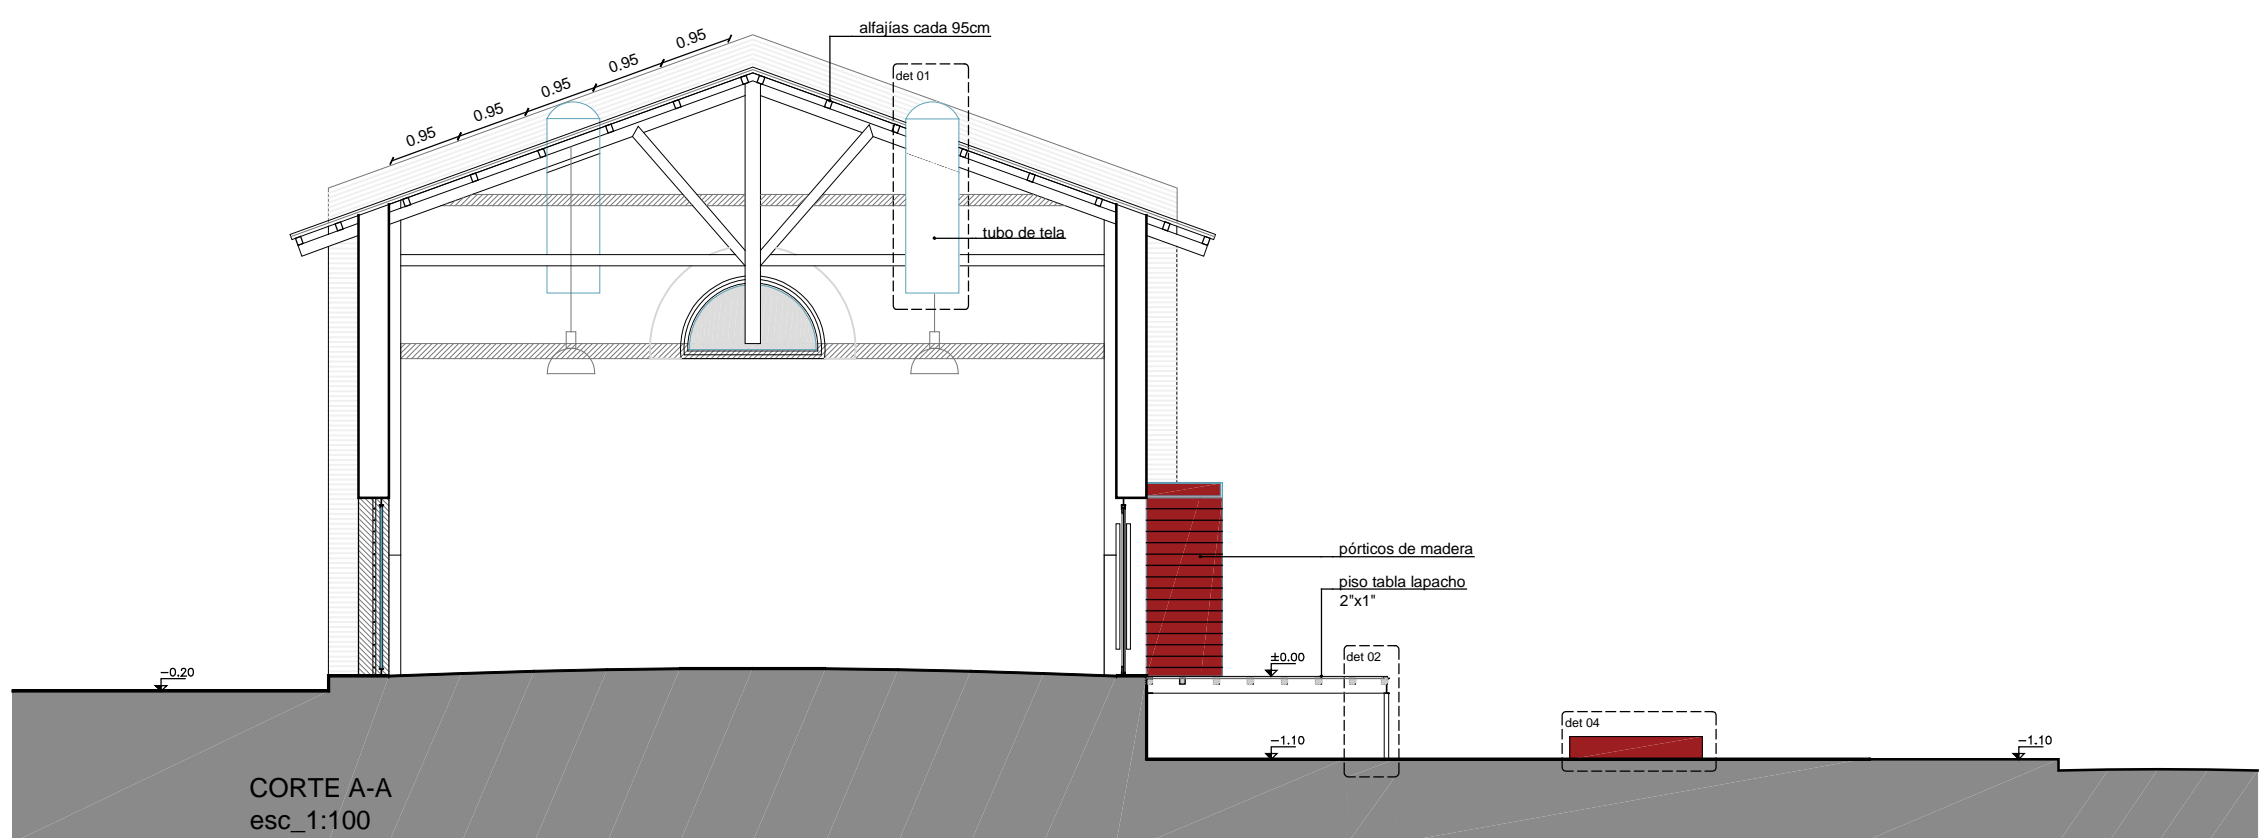 alfajías cada 95cm
0.95
0.95
0.95
0.95
0.95
det 01
tubo de tela
pórticos de madera
piso tabla lapacho
2"x1"
−0.20
±0.00
det 02
det 04
−1.10
−1.10
CORTE A-A
esc_1:100